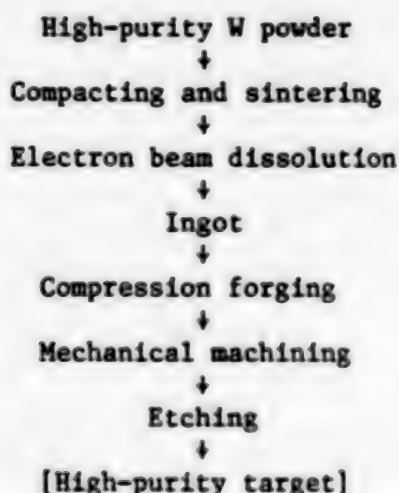 High-purity W powder
↓
Compacting and sintering
↓
Electron beam dissolution
↓
Ingot
↓
Compression forging
↓
Mechanical machining
↓
Etching
↓
[High-purity target]